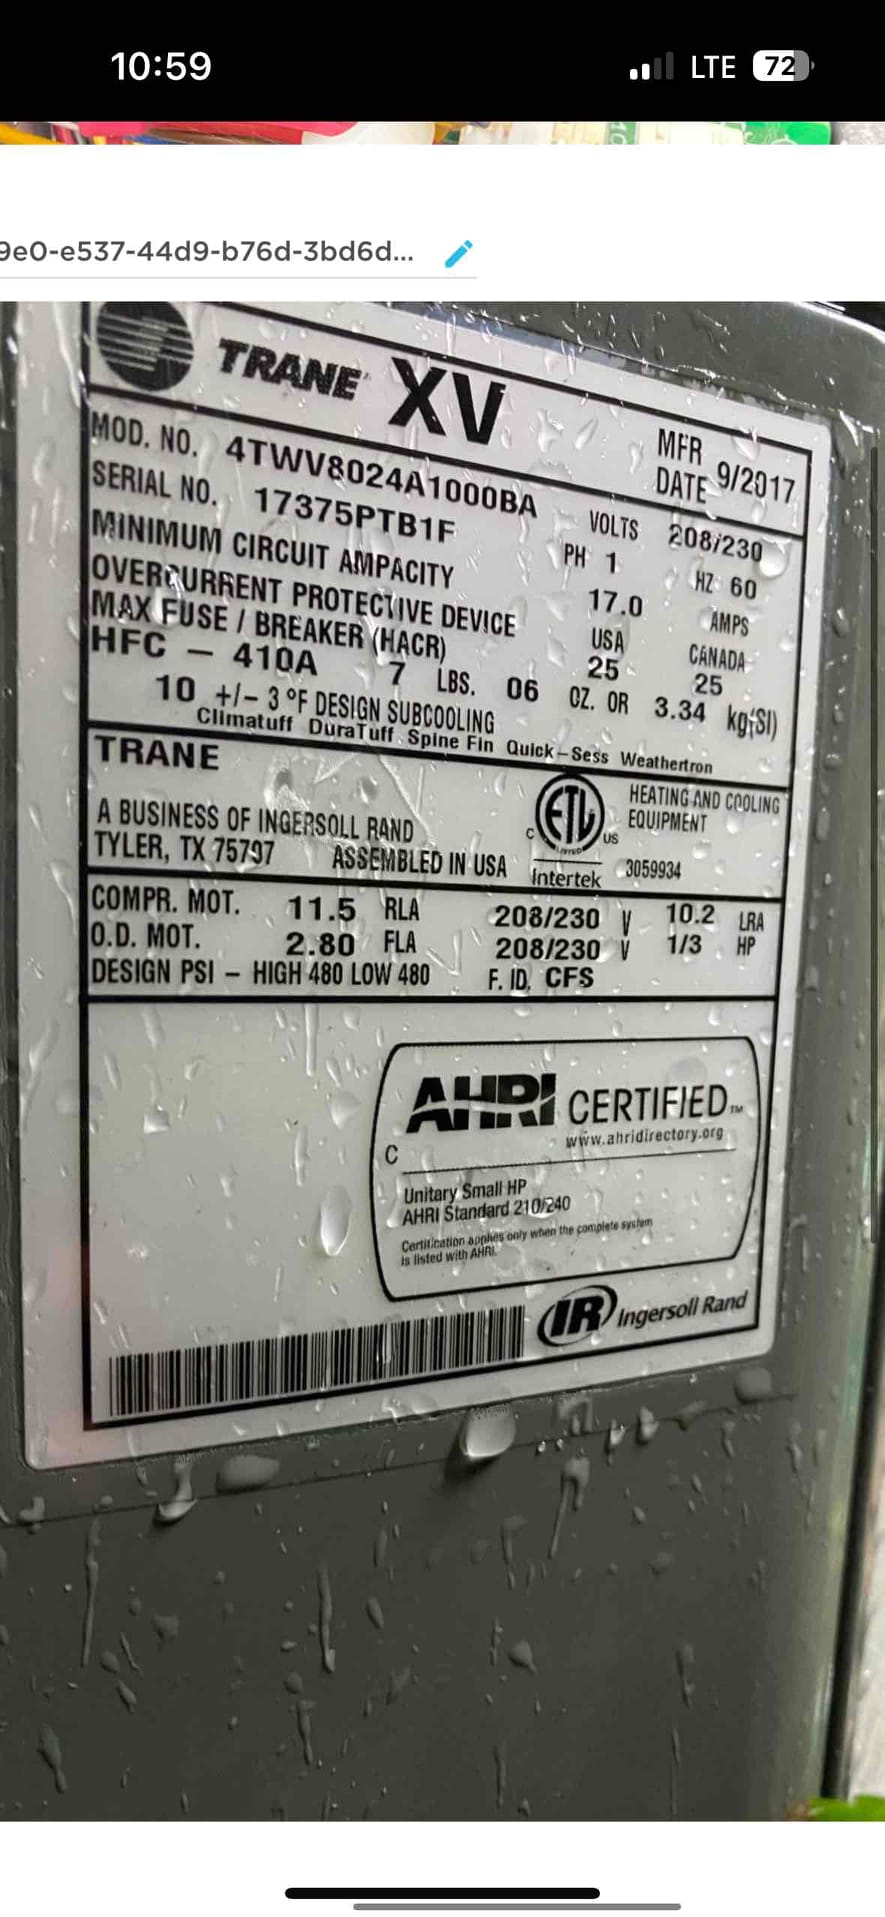 10:59 LTE 72
9e0-e537-44d9-b76d-3bd6d...
TRANE XV
MFR DATE 9/2017
MOD. NO. 4TWV8024A1000BA
SERIAL NO. 17375PTB1F
VOLTS 208/230
PH 1 HZ 60
MINIMUM CIRCUIT AMPACITY 17.0 AMPS
OVERCURRENT PROTECTIVE DEVICE USA CANADA
MAX FUSE / BREAKER (HACR) 25 25
HFC - 410A 7 LBS. 06 OZ. OR 3.34 kg(SI)
10 +/- 3 °F DESIGN SUBCOOLING
Climatuff DuraTuff Spine Fin Quick-Sess Weathertron
TRANE
A BUSINESS OF INGERSOLL RAND
TYLER, TX 75797 ASSEMBLED IN USA
C ETL US
LISTED
Intertek
HEATING AND COOLING
EQUIPMENT
3059934
COMPR. MOT. 11.5 RLA 208/230 V 10.2 LRA
O.D. MOT. 2.80 FLA 208/230 V 1/3 HP
DESIGN PSI - HIGH 480 LOW 480 F. ID. CFS
AHRI CERTIFIED™
www.ahridirectory.org
C
Unitary Small HP
AHRI Standard 210/240
Certification applies only when the complete system
is listed with AHRI.
IR Ingersoll Rand